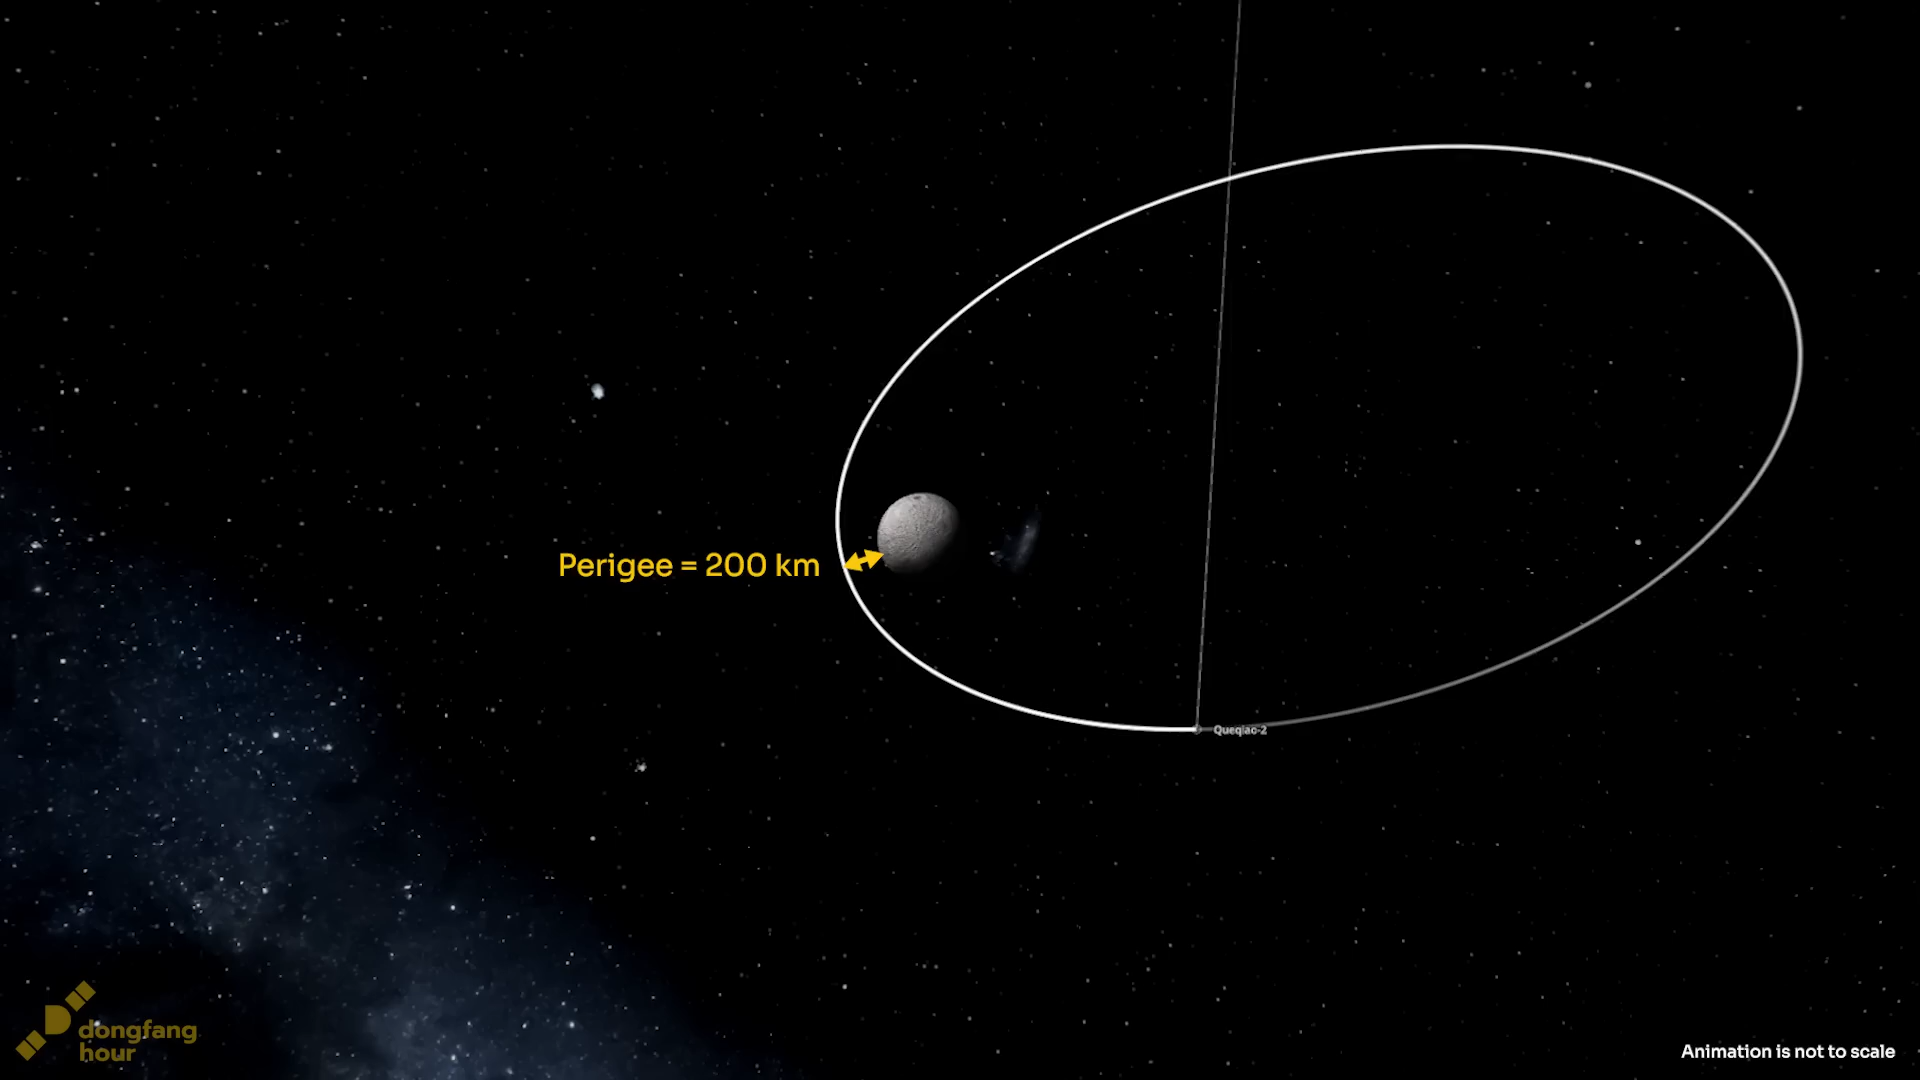 Perigee = 200 km
Queqiao-2
dongfang
hour
Animation is not to scale